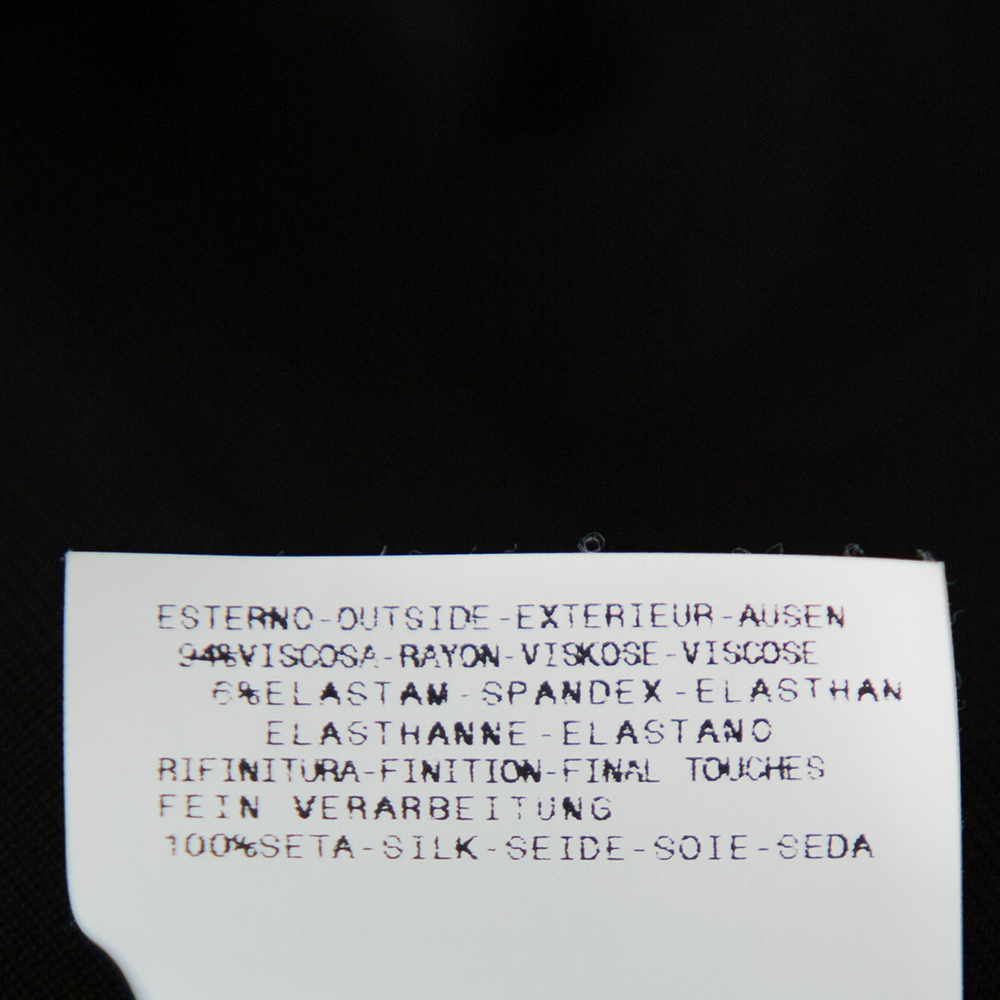 ESTERNO-OUTSIDE-EXTERIEUR-AUSEN
94%VISCOSA-RAYON-VISKOSE-VISCOSE
6%ELASTAM-SPANDEX-ELASTHAN
ELASTHANNE-ELASTANO
RIFINITURA-FINITION-FINAL TOUCHES
FEIN VERARBEITUNG
100%SETA-SILK-SEIDE-SOIE-SEDA